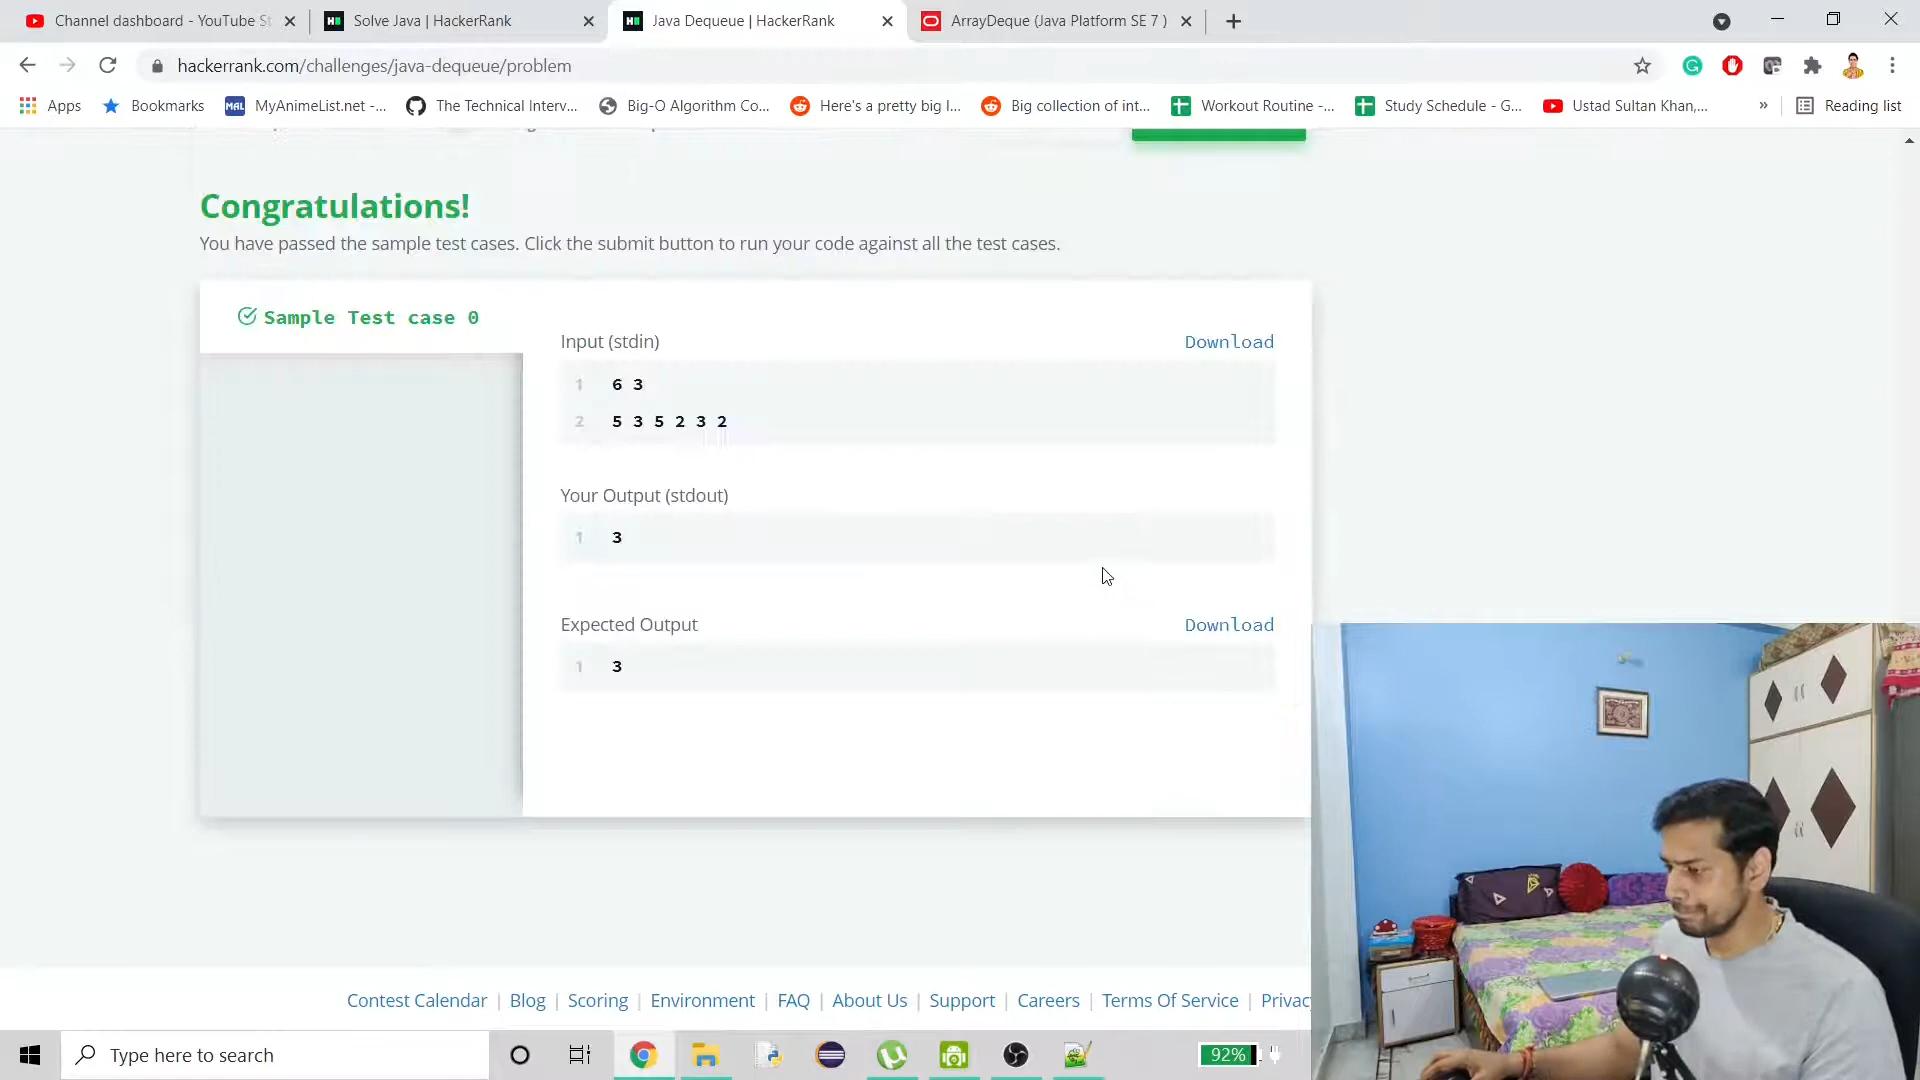 Channel dashboard - YouTube St
Solve Java | HackerRank
Java Dequeue | HackerRank
ArrayDeque (Java Platform SE 7 )
hackerrank.com/challenges/java-dequeue/problem
Apps
Bookmarks
MAL MyAnimeList.net -...
The Technical Interv...
Big-O Algorithm Co...
Here's a pretty big l...
Big collection of int...
Workout Routine -...
Study Schedule - G...
Ustad Sultan Khan,...
»
Reading list
Congratulations!
You have passed the sample test cases. Click the submit button to run your code against all the test cases.
Sample Test case 0
Input (stdin)
Download
1 6 3
2 5 3 5 2 3 2
Your Output (stdout)
1 3
Expected Output
Download
1 3
Contest Calendar | Blog | Scoring | Environment | FAQ | About Us | Support | Careers | Terms Of Service | Privac
Type here to search
92%